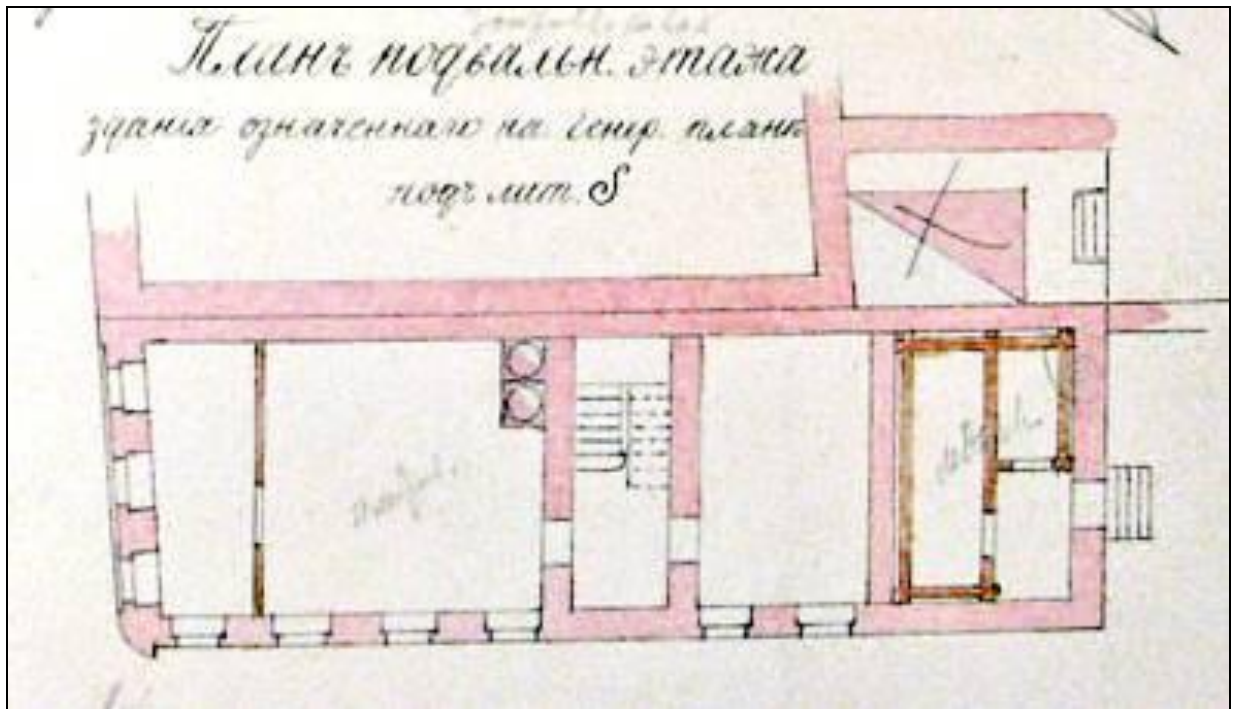 Планъ подвальн. этажа
зданія означеннаго на генер. планѣ
подъ лит. S